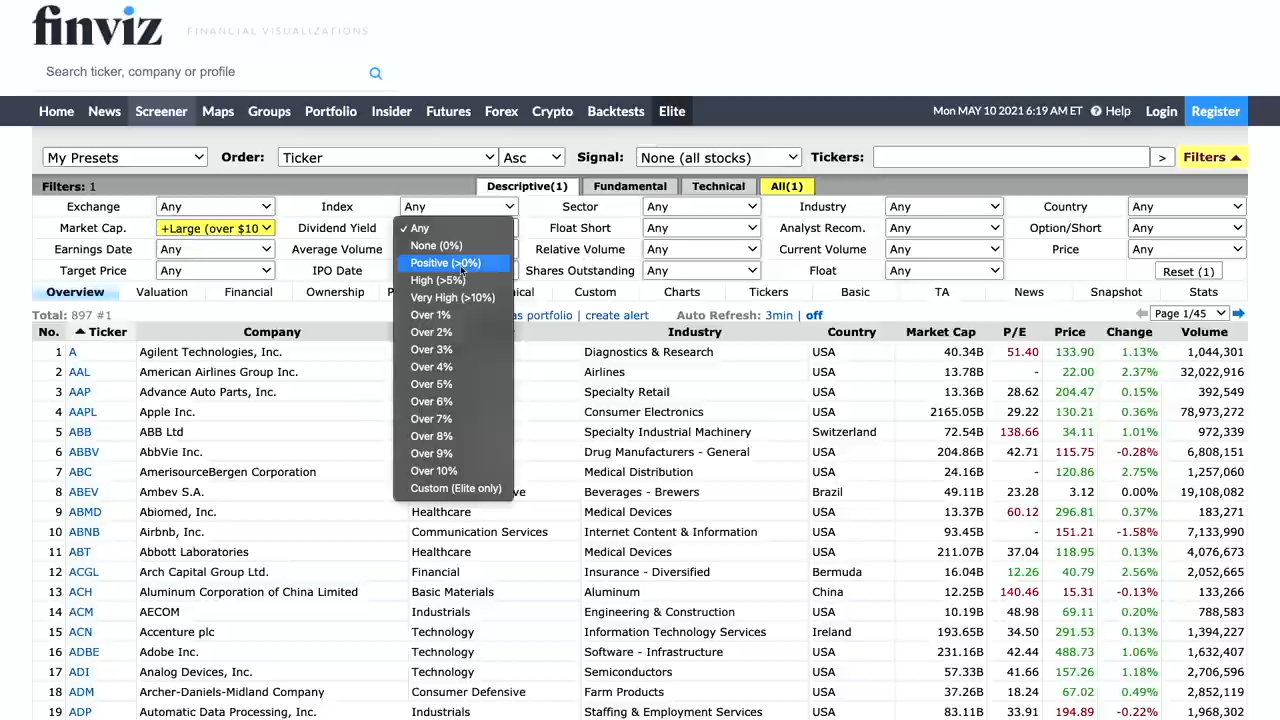 finviz FINANCIAL VISUALIZATIONS
Search ticker, company or profile
Home News Screener Maps Groups Portfolio Insider Futures Forex Crypto Backtests Elite Mon MAY 10 2021 6:19 AM ET Help Login Register
My Presets Order: Ticker Asc Signal: None (all stocks) Tickers: > Filters
Filters: 1 Descriptive(1) Fundamental Technical All(1)
Exchange Any Index Any Sector Any Industry Any Country Any
Market Cap. +Large (over $10 Dividend Yield Float Short Any Analyst Recom. Any Option/Short Any
Earnings Date Any Average Volume Relative Volume Any Current Volume Any Price Any
Target Price Any IPO Date Shares Outstanding Any Float Any Reset (1)
✓ Any
None (0%)
Positive (>0%)
High (>5%)
Very High (>10%)
Over 1%
Over 2%
Over 3%
Over 4%
Over 5%
Over 6%
Over 7%
Over 8%
Over 9%
Over 10%
Custom (Elite only)
Overview Valuation Financial Ownership Custom Charts Tickers Basic TA News Snapshot Stats
Total: 897 #1 as portfolio | create alert Auto Refresh: 3min | off Page 1/45
No. Ticker Company Industry Country Market Cap P/E Price Change Volume
1 A Agilent Technologies, Inc. Diagnostics & Research USA 40.34B 51.40 133.90 1.13% 1,044,301
2 AAL American Airlines Group Inc. Airlines USA 13.78B - 22.00 2.37% 32,022,916
3 AAP Advance Auto Parts, Inc. Specialty Retail USA 13.36B 28.62 204.47 0.15% 392,549
4 AAPL Apple Inc. Consumer Electronics USA 2165.05B 29.22 130.21 0.36% 78,973,272
5 ABB ABB Ltd Specialty Industrial Machinery Switzerland 72.54B 138.66 34.11 1.01% 972,339
6 ABBV AbbVie Inc. Drug Manufacturers - General USA 204.86B 42.71 115.75 -0.28% 6,808,151
7 ABC AmerisourceBergen Corporation Medical Distribution USA 24.16B - 120.86 2.75% 1,257,060
8 ABEV Ambev S.A. Beverages - Brewers Brazil 49.11B 23.28 3.12 0.00% 19,108,082
9 ABMD Abiomed, Inc. Healthcare Medical Devices USA 13.37B 60.12 296.81 0.37% 183,271
10 ABNB Airbnb, Inc. Communication Services Internet Content & Information USA 93.45B - 151.21 -1.58% 7,133,990
11 ABT Abbott Laboratories Healthcare Medical Devices USA 211.07B 37.04 118.95 0.13% 4,076,673
12 ACGL Arch Capital Group Ltd. Financial Insurance - Diversified Bermuda 16.04B 12.26 40.79 2.56% 2,052,665
13 ACH Aluminum Corporation of China Limited Basic Materials Aluminum China 12.25B 140.46 15.31 -0.13% 133,266
14 ACM AECOM Industrials Engineering & Construction USA 10.19B 48.98 69.11 0.20% 788,583
15 ACN Accenture plc Technology Information Technology Services Ireland 193.65B 34.50 291.53 0.13% 1,394,227
16 ADBE Adobe Inc. Technology Software - Infrastructure USA 231.16B 42.44 488.73 1.06% 1,632,407
17 ADI Analog Devices, Inc. Technology Semiconductors USA 57.33B 41.66 157.26 1.18% 2,706,596
18 ADM Archer-Daniels-Midland Company Consumer Defensive Farm Products USA 37.26B 18.24 67.02 0.49% 2,852,119
19 ADP Automatic Data Processing, Inc. Industrials Staffing & Employment Services USA 83.11B 33.91 194.89 -0.22% 1,968,302